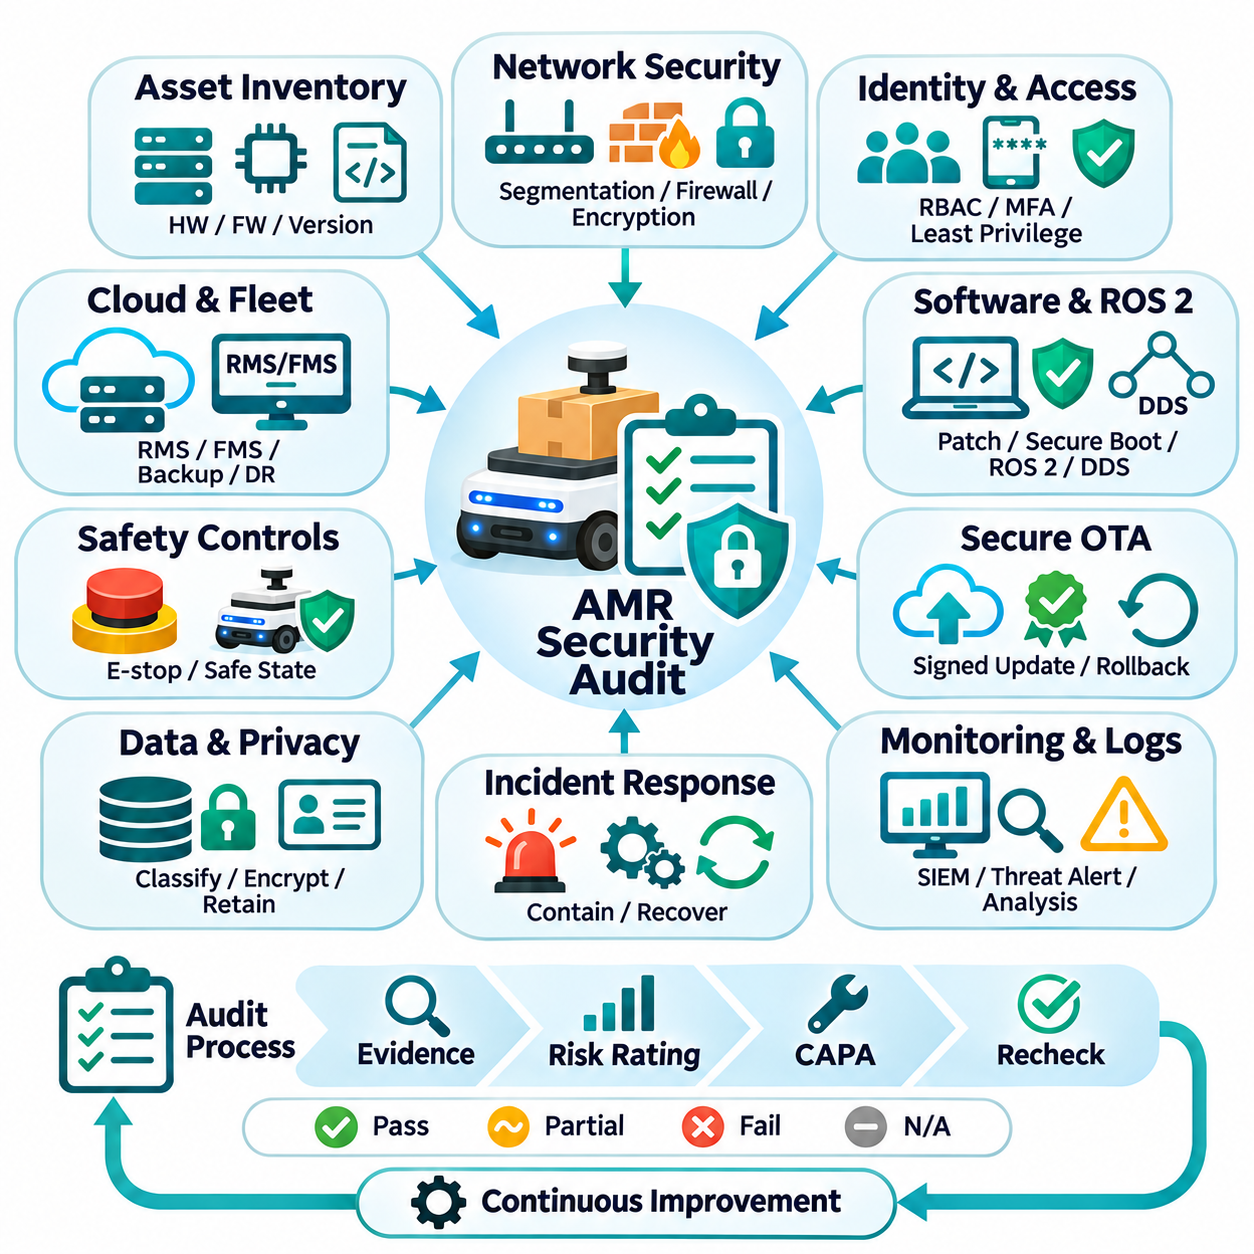 Asset Inventory
HW / FW / Version
Network Security
Segmentation / Firewall /
Encryption
Identity & Access
****
RBAC / MFA /
Least Privilege
Cloud & Fleet
RMS/FMS
RMS / FMS /
Backup / DR
Software & ROS 2
</>
DDS
Patch / Secure Boot /
ROS 2 / DDS
Safety Controls
E-stop / Safe State
AMR
Security
Audit
Secure OTA
Signed Update / Rollback
Data & Privacy
Classify / Encrypt /
Retain
Incident Response
Contain / Recover
Monitoring & Logs
SIEM / Threat Alert /
Analysis
Audit
Process
Evidence
Risk Rating
CAPA
Recheck
Pass
Partial
Fail
N/A
Continuous Improvement